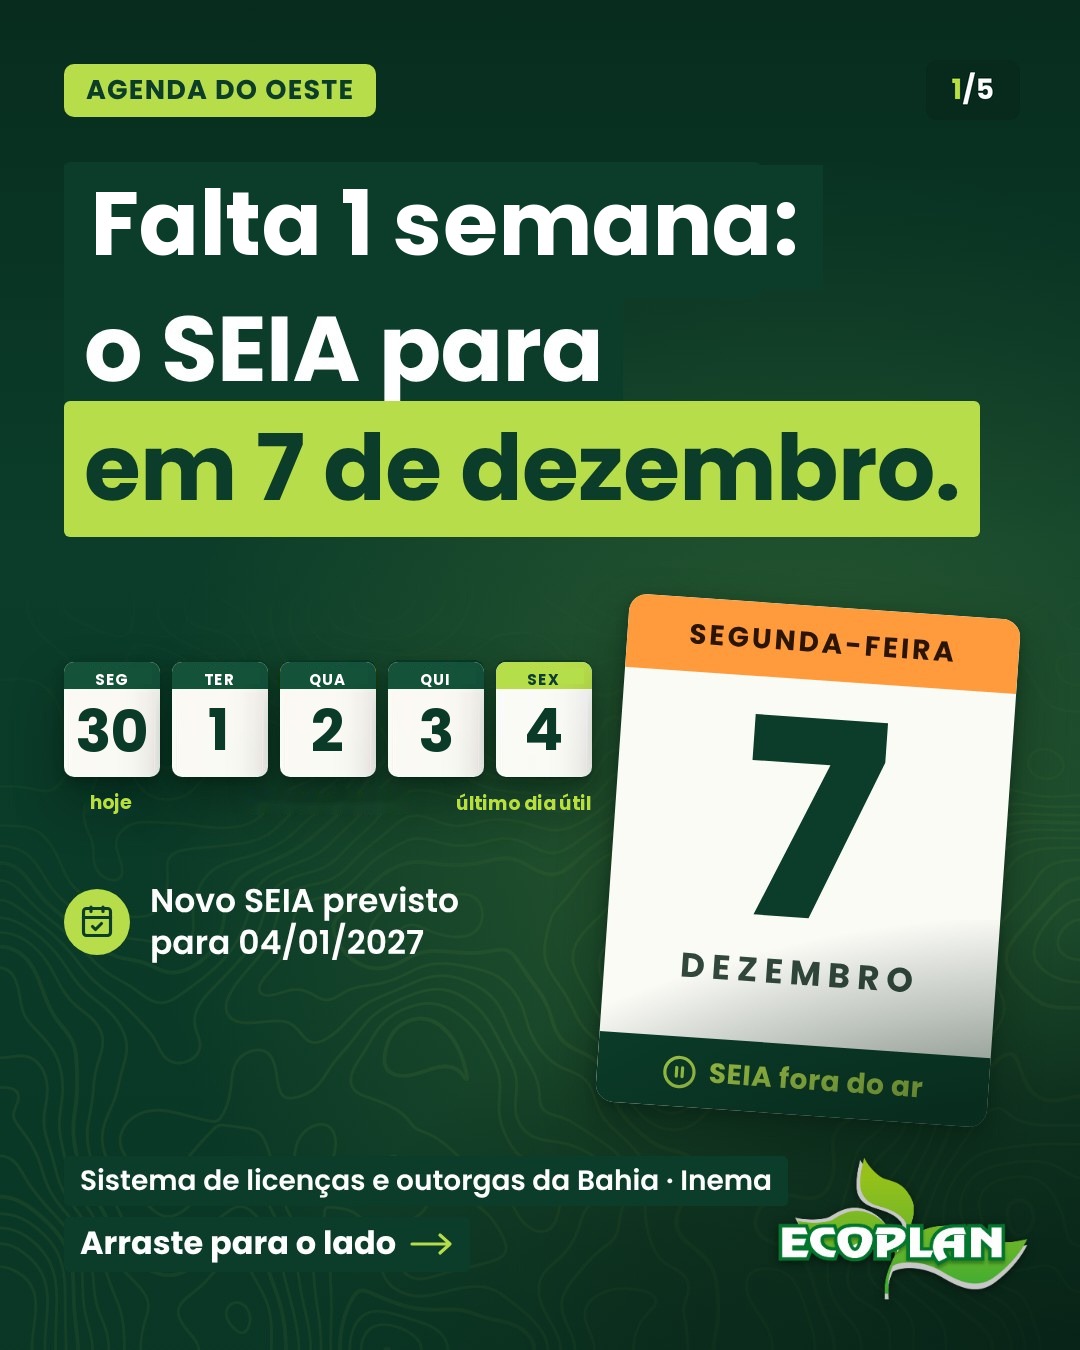 AGENDA DO OESTE
1/5
Falta 1 semana:
o SEIA para
em 7 de dezembro.
SEG TER QUA QUI SEX
30 1 2 3 4
hoje
último dia útil
SEGUNDA-FEIRA
7
DEZEMBRO
SEIA fora do ar
Novo SEIA previsto
para 04/01/2027
Sistema de licenças e outorgas da Bahia · Inema
Arraste para o lado →
ECOPLAN